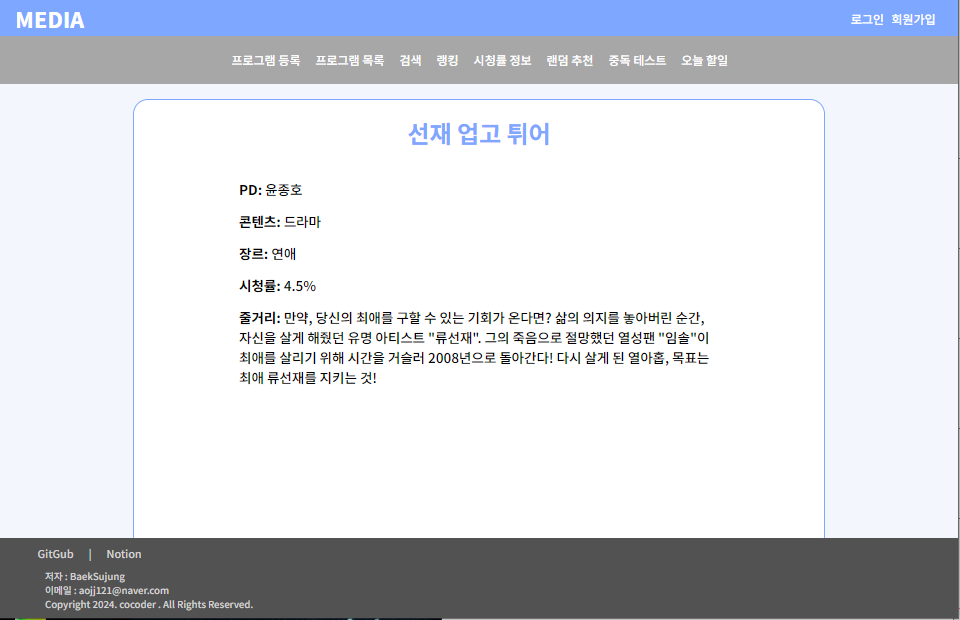 MEDIA
로그인 회원가입
프로그램 등록 프로그램 목록 검색 랭킹 시청률 정보 랜덤 추천 중독 테스트 오늘 할일
선재 업고 튀어
PD: 윤종호
콘텐츠: 드라마
장르: 연애
시청률: 4.5%
줄거리: 만약, 당신의 최애를 구할 수 있는 기회가 온다면? 삶의 의지를 놓아버린 순간,
자신을 살게 해줬던 유명 아티스트 "류선재". 그의 죽음으로 절망했던 열성팬 "임솔"이
최애를 살리기 위해 시간을 거슬러 2008년으로 돌아간다! 다시 살게 된 열아홉, 목표는
최애 류선재를 지키는 것!
GitGub | Notion
저자 : BaekSujung
이메일 : aojj121@naver.com
Copyright 2024. cocoder . All Rights Reserved.